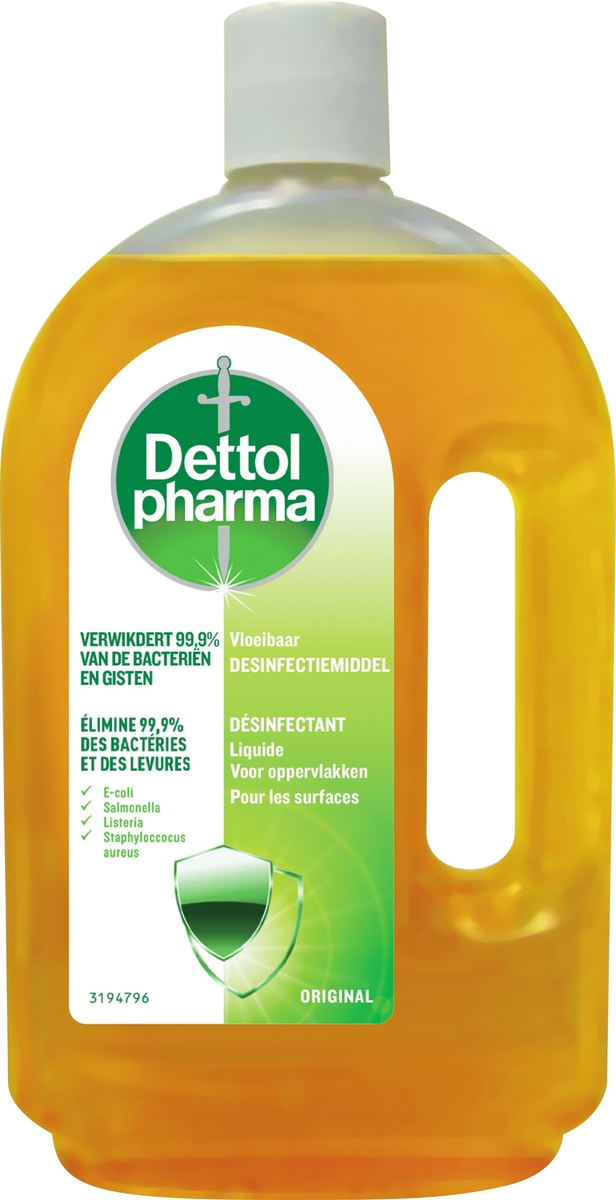 Dettol
pharma
VERWIKDERT 99,9%
VAN DE BACTERIËN
EN GISTEN
ÉLIMINE 99,9%
DES BACTÉRIES
ET DES LEVURES
✓ E-coli
✓ Salmonella
✓ Listeria
✓ Staphyloccocus
aureus
Vloeibaar
DESINFECTIEMIDDEL
DÉSINFECTANT
Liquide
Voor oppervlakken
Pour les surfaces
3194796
ORIGINAL